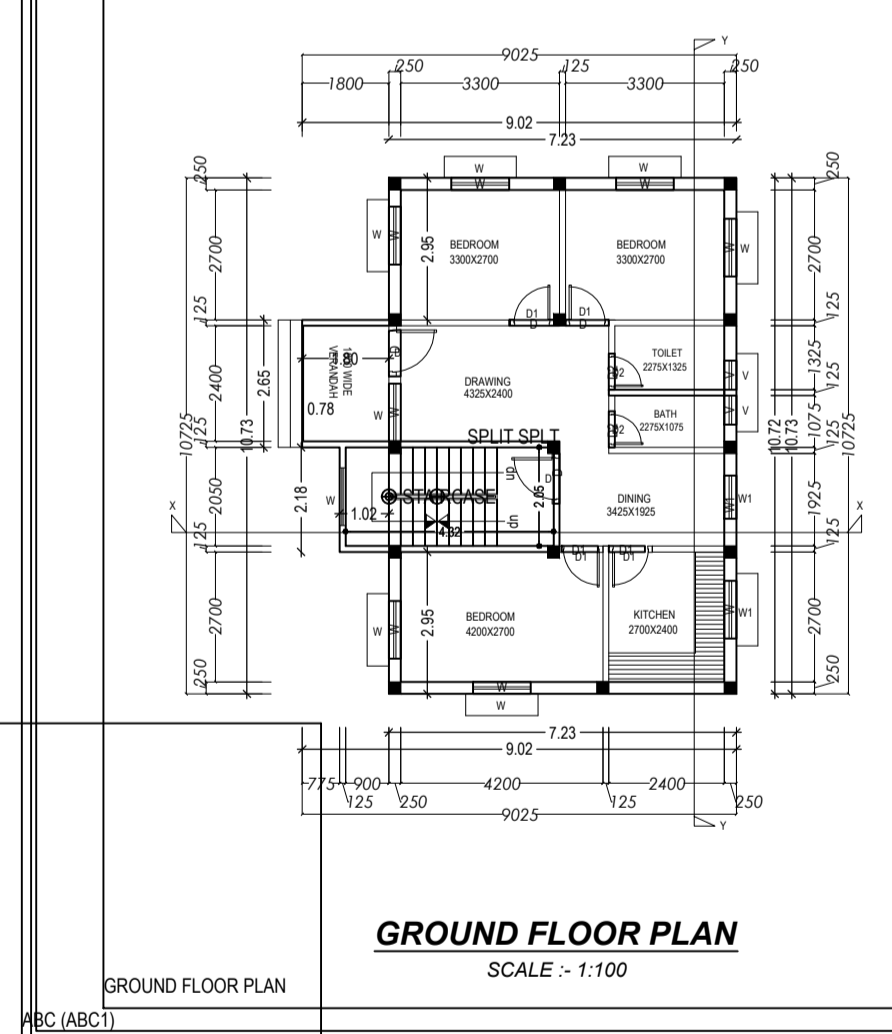 Y
9025
250
125
250
1800
3300
3300
9.02
7.23
250
250
W
W
W
W
W
W
W
W
2700
2.95
BEDROOM
3300X2700
BEDROOM
3300X2700
2700
125
125
D1
D
D1
D
2400
2.65
1.80
VERANDAH
0.78
W
DRAWING
4325X2400
TOILET
2275X1325
D2
V
V
1325
125
BATH
2275X1075
D2
V
V
1075
10725
10.73
125
SPLIT SPLT
10.72
10.73
10725
125
2050
2.18
W
STAIRCASE
dn
up
D
2.05
1.02
4.32
DINING
3425X1925
W1
W1
1925
X
X
125
D1
D1
D1
D1
125
2700
W
W
2.95
BEDROOM
4200X2700
KITCHEN
2700X2400
W
W1
2700
250
W
W
250
7.23
9.02
775
900
4200
2400
125
250
125
250
9025
Y
GROUND FLOOR PLAN
SCALE :- 1:100
GROUND FLOOR PLAN
ABC (ABC1)